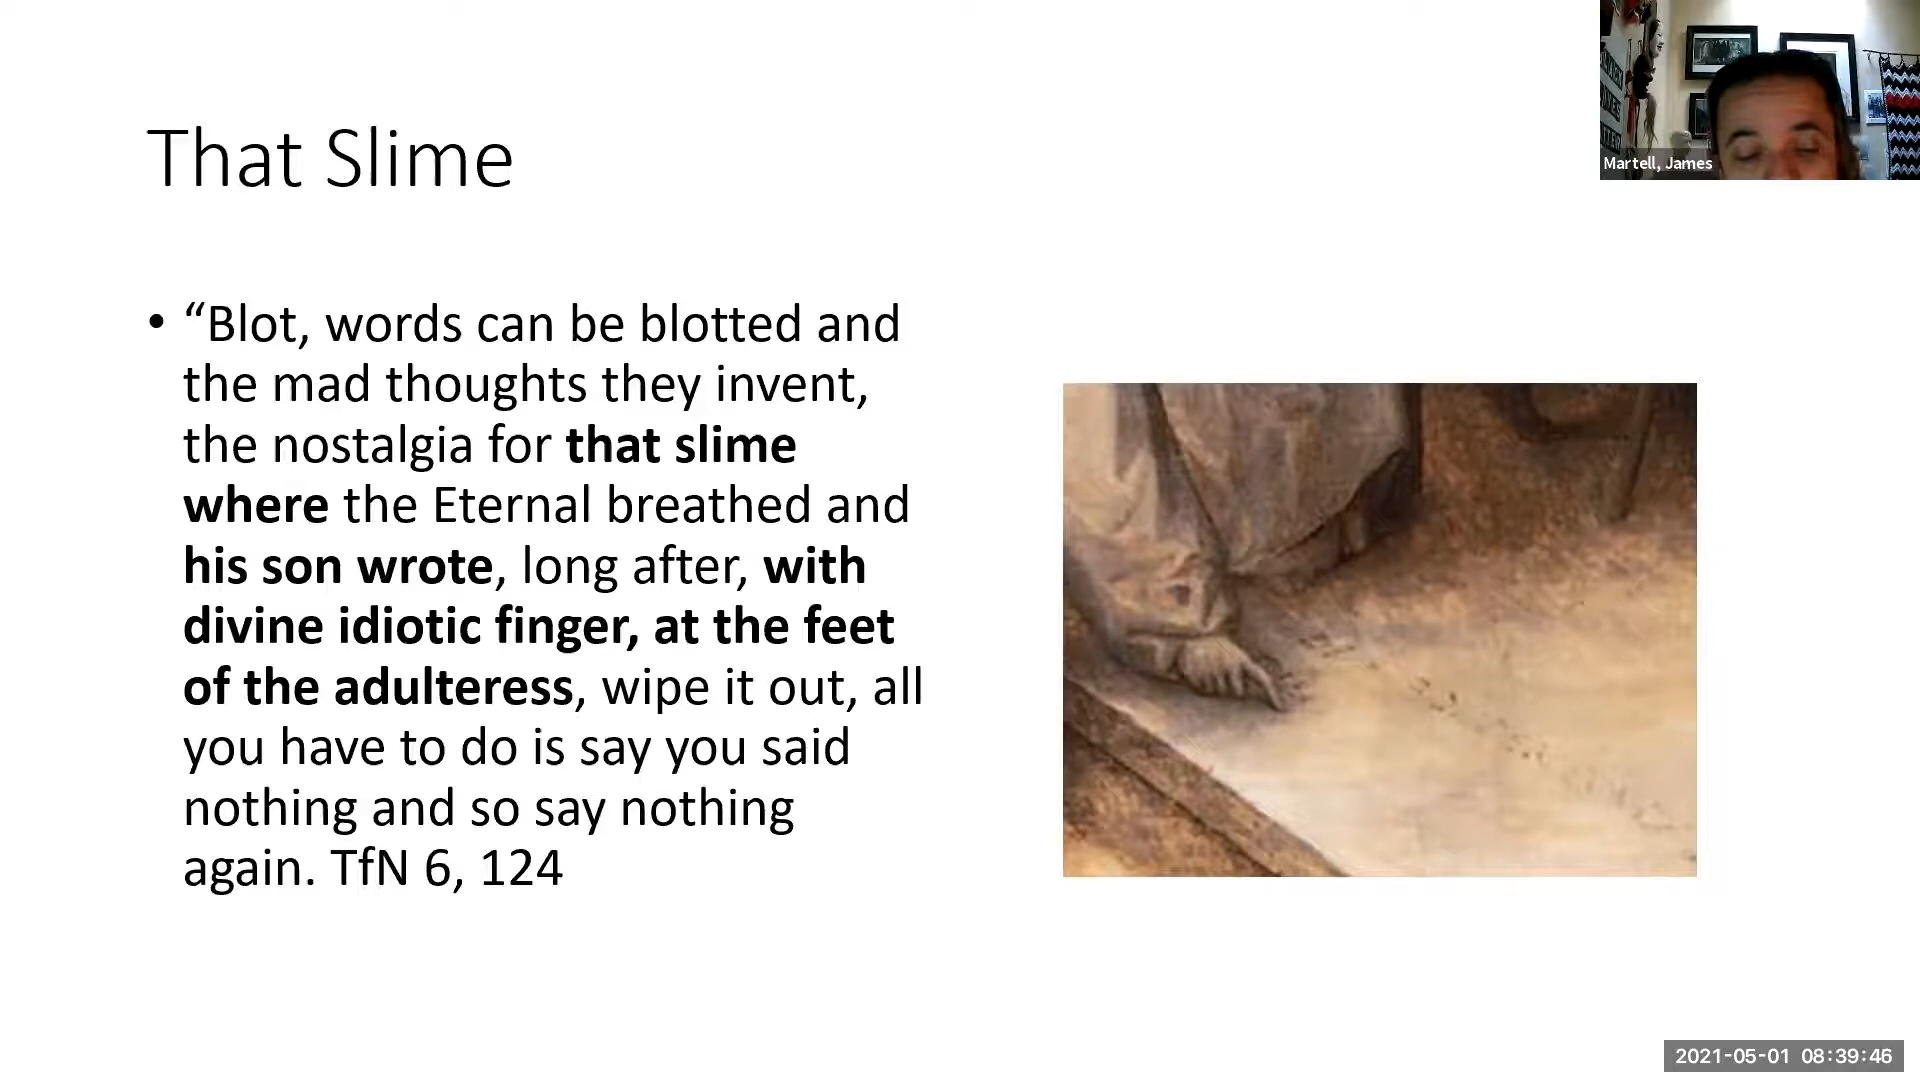 That Slime
Martell, James
• “Blot, words can be blotted and
the mad thoughts they invent,
the nostalgia for that slime
where the Eternal breathed and
his son wrote, long after, with
divine idiotic finger, at the feet
of the adulteress, wipe it out, all
you have to do is say you said
nothing and so say nothing
again. TfN 6, 124
2021-05-01 08:39:46